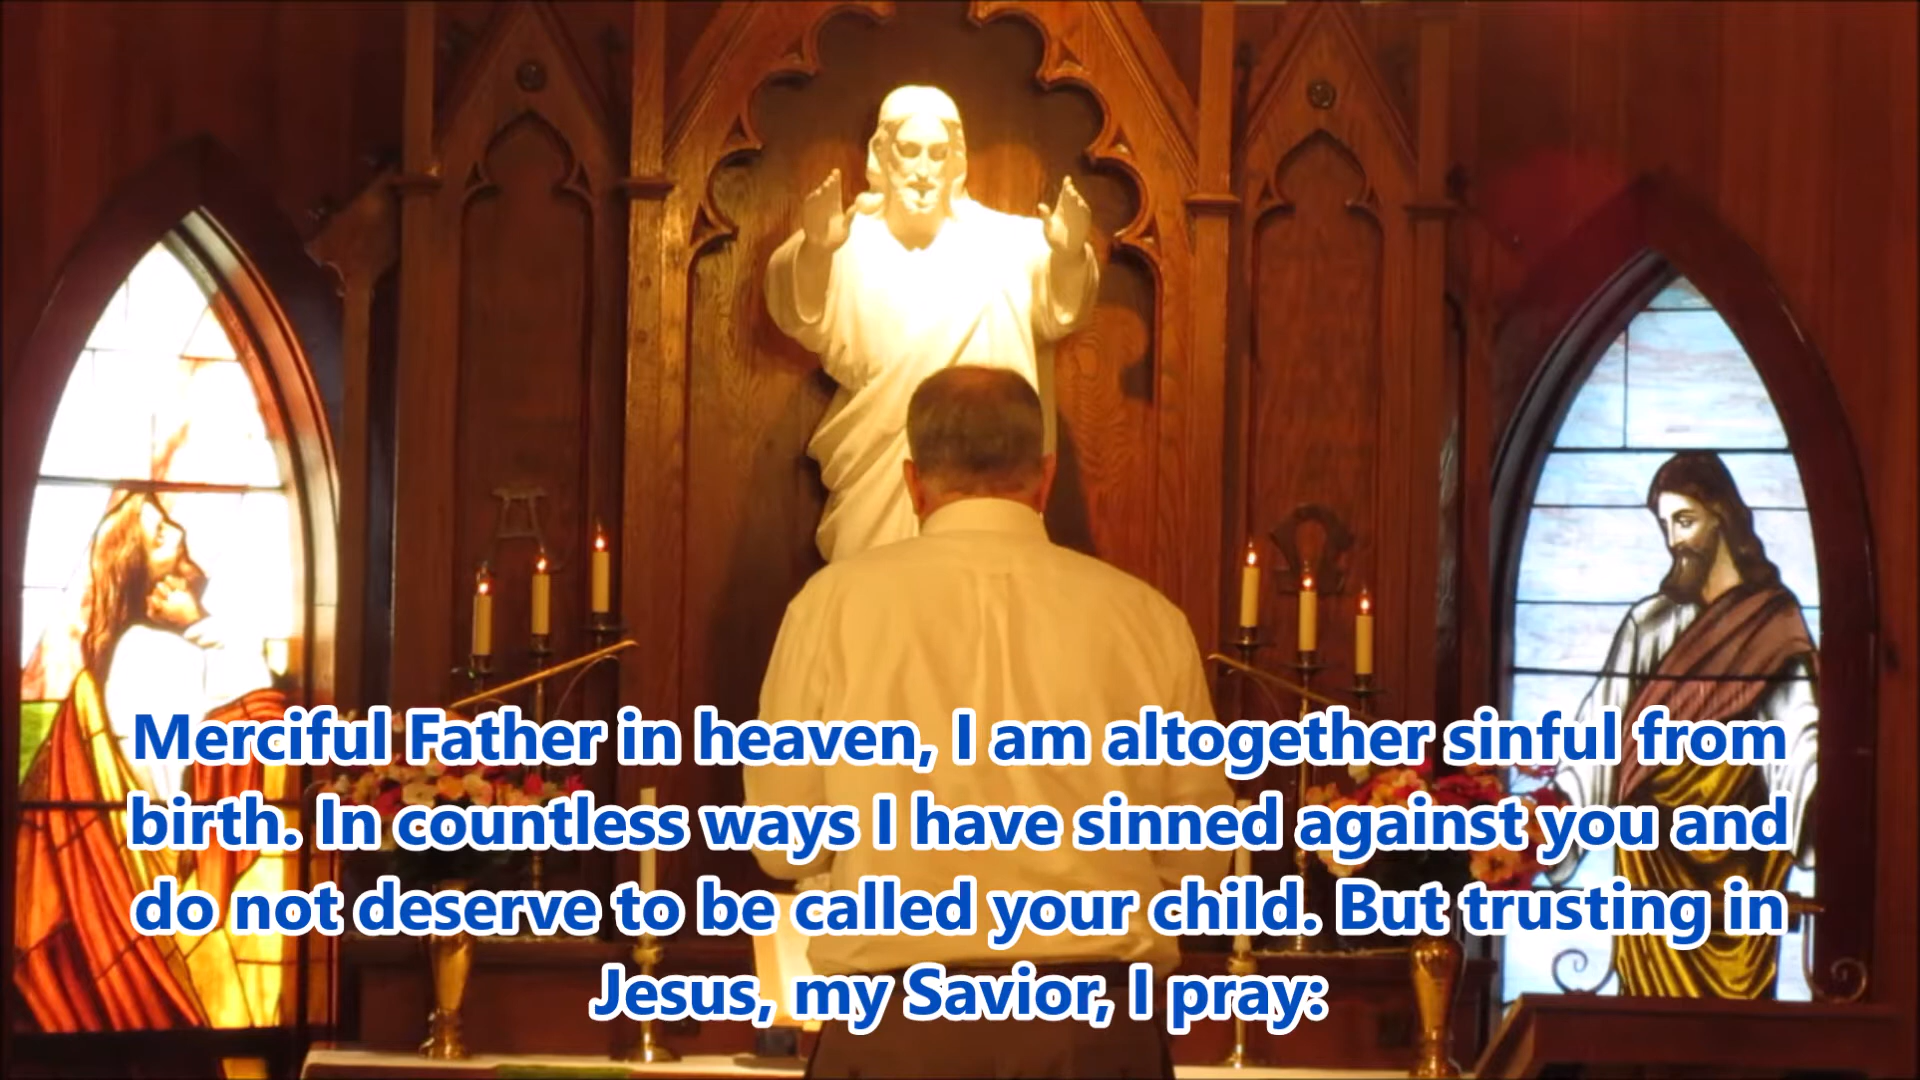 Merciful Father in heaven, I am altogether sinful from
birth. In countless ways I have sinned against you and
do not deserve to be called your child. But trusting in
Jesus, my Savior, I pray: